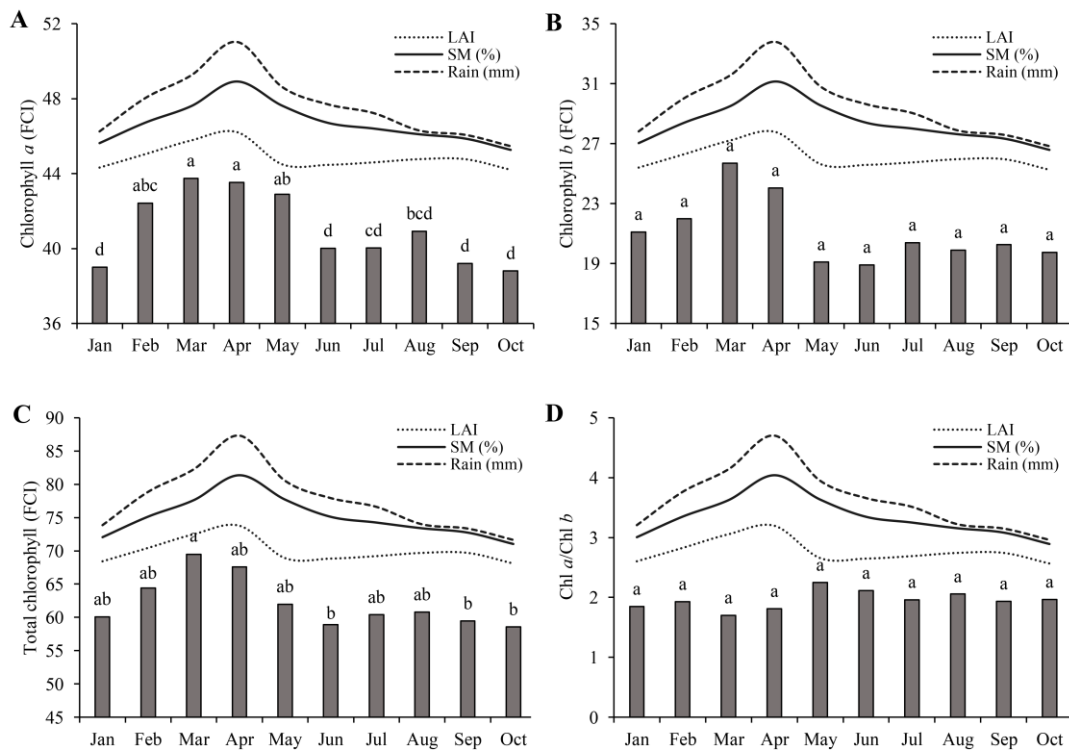 A
52
48
44
40
36
Chlorophyll a (FCI)
LAI
SM (%)
Rain (mm)
d abc a a ab d cd bcd d d
Jan Feb Mar Apr May Jun Jul Aug Sep Oct
B
35
31
27
23
19
15
Chlorophyll b (FCI)
LAI
SM (%)
Rain (mm)
a a a a a a a a a a
Jan Feb Mar Apr May Jun Jul Aug Sep Oct
C
90
85
80
75
70
65
60
55
50
45
Total chlorophyll (FCI)
LAI
SM (%)
Rain (mm)
ab ab a ab ab b ab ab b b
Jan Feb Mar Apr May Jun Jul Aug Sep Oct
D
5
4
3
2
1
0
Chl a/Chl b
LAI
SM (%)
Rain (mm)
a a a a a a a a a a
Jan Feb Mar Apr May Jun Jul Aug Sep Oct